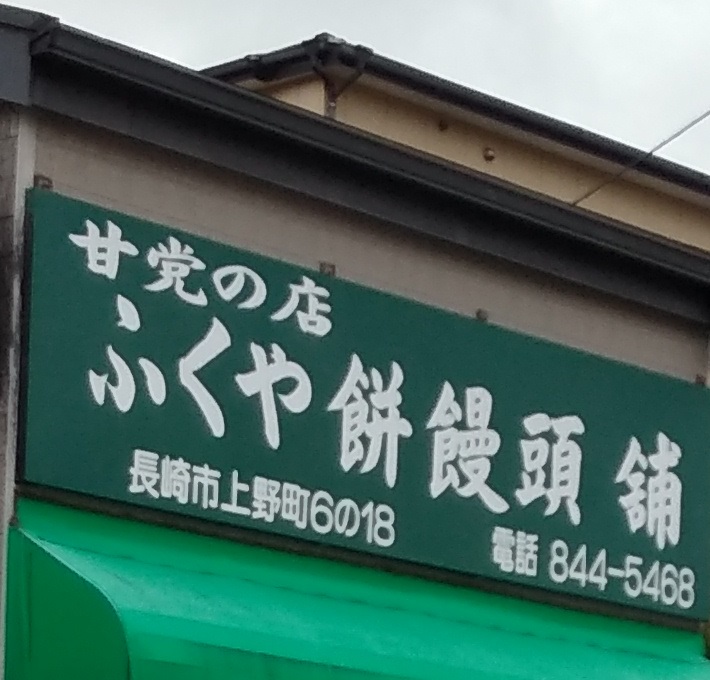 甘党の店
ふくや餅饅頭舗
長崎市上野町6の18
電話 844-5468